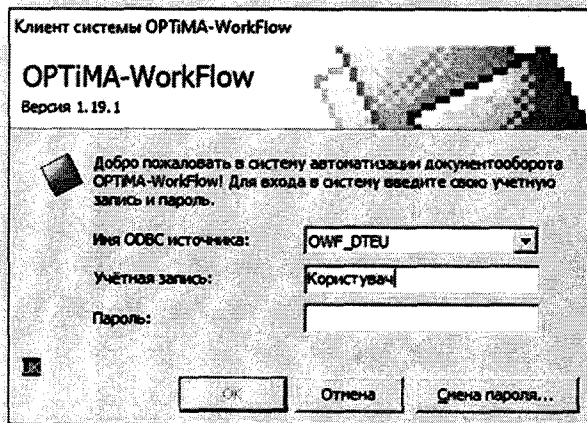 Клиент системы OPTiMA-WorkFlow
OPTiMA-WorkFlow
Версия 1.19.1
Добро пожаловать в систему автоматизации документооборота
OPTiMA-WorkFlow! Для входа в систему введите свою учетную
запись и пароль.
Имя ODBC источника: OWF_DTEU
Учётная запись: Користувач
Пароль:
UK
OK Отмена Смена пароля...